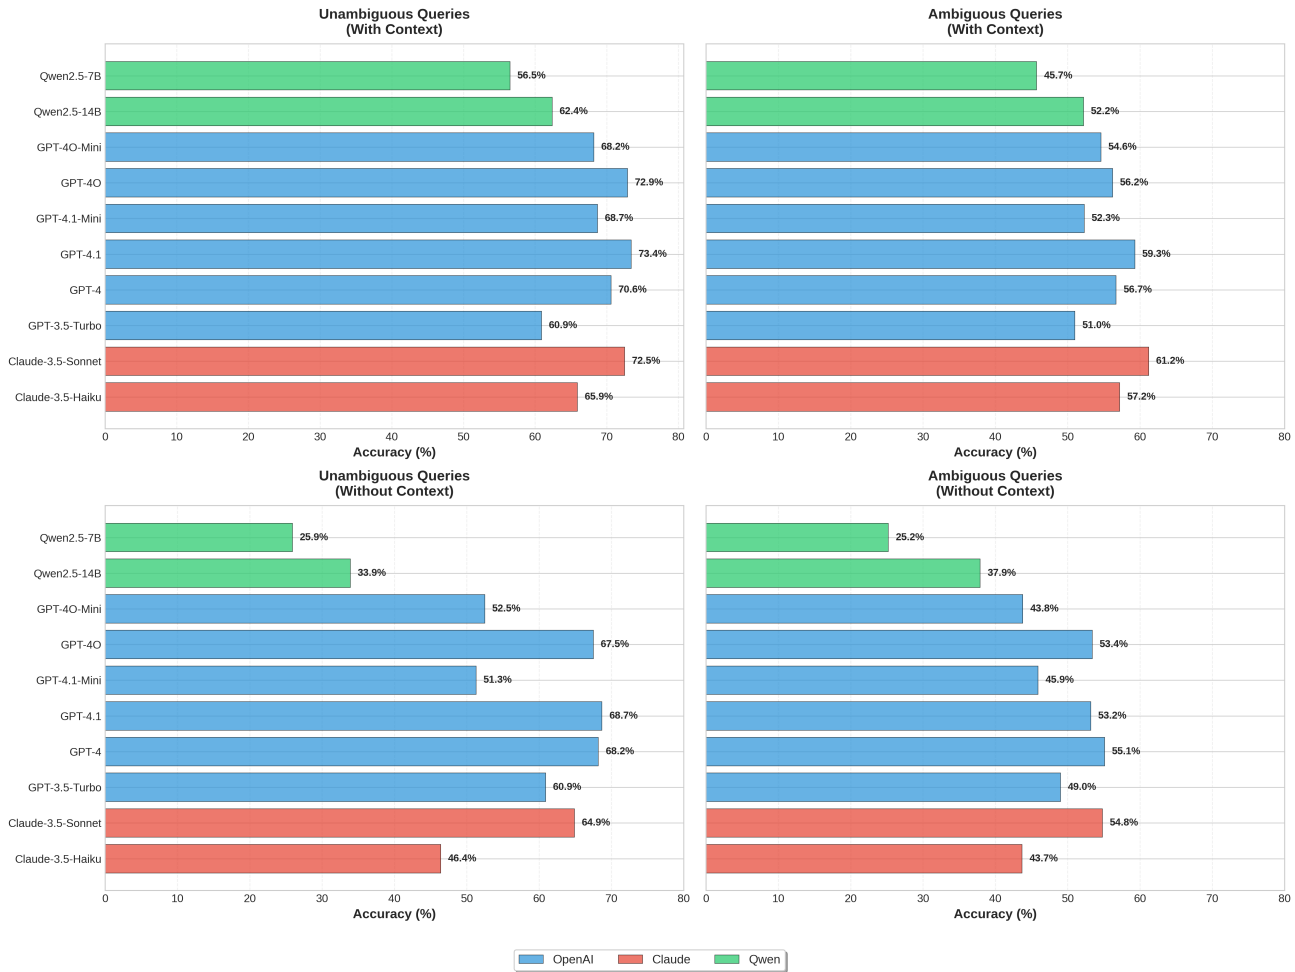 Unambiguous Queries
(With Context)
Qwen2.5-7B
56.5%
Qwen2.5-14B
62.4%
GPT-4O-Mini
68.2%
GPT-4O
72.9%
GPT-4.1-Mini
68.7%
GPT-4.1
73.4%
GPT-4
70.6%
GPT-3.5-Turbo
60.9%
Claude-3.5-Sonnet
72.5%
Claude-3.5-Haiku
65.9%
0 10 20 30 40 50 60 70 80
Accuracy (%)
Ambiguous Queries
(With Context)
45.7%
52.2%
54.6%
56.2%
52.3%
59.3%
56.7%
51.0%
61.2%
57.2%
0 10 20 30 40 50 60 70 80
Accuracy (%)
Unambiguous Queries
(Without Context)
Qwen2.5-7B
25.9%
Qwen2.5-14B
33.9%
GPT-4O-Mini
52.5%
GPT-4O
67.5%
GPT-4.1-Mini
51.3%
GPT-4.1
68.7%
GPT-4
68.2%
GPT-3.5-Turbo
60.9%
Claude-3.5-Sonnet
64.9%
Claude-3.5-Haiku
46.4%
0 10 20 30 40 50 60 70 80
Accuracy (%)
Ambiguous Queries
(Without Context)
25.2%
37.9%
43.8%
53.4%
45.9%
53.2%
55.1%
49.0%
54.8%
43.7%
0 10 20 30 40 50 60 70 80
Accuracy (%)
OpenAI Claude Qwen